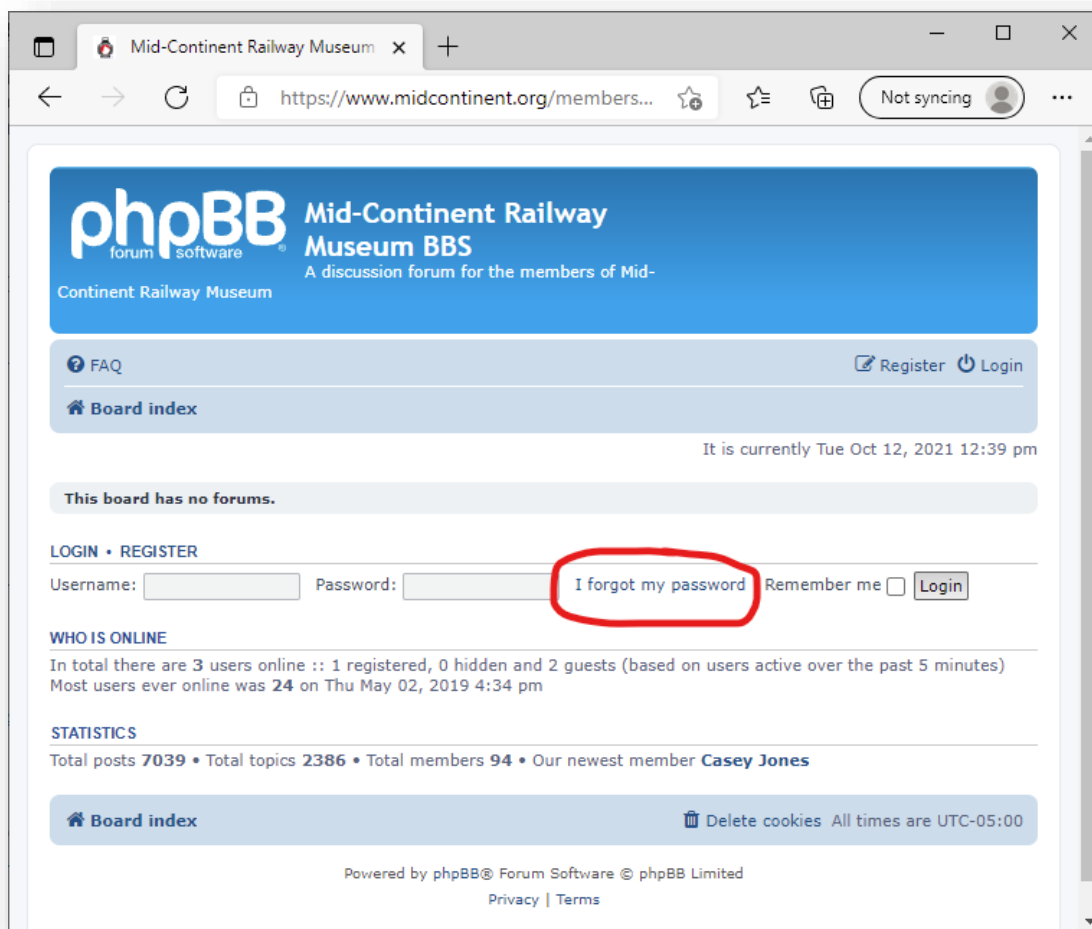 Mid-Continent Railway Museum
https://www.midcontinent.org/members...
Not syncing
phpBB
forum software
Mid-Continent Railway
Museum BBS
A discussion forum for the members of Mid-
Continent Railway Museum
FAQ
Register Login
Board index
It is currently Tue Oct 12, 2021 12:39 pm
This board has no forums.
LOGIN • REGISTER
Username: Password: I forgot my password Remember me Login
WHO IS ONLINE
In total there are 3 users online :: 1 registered, 0 hidden and 2 guests (based on users active over the past 5 minutes)
Most users ever online was 24 on Thu May 02, 2019 4:34 pm
STATISTICS
Total posts 7039 • Total topics 2386 • Total members 94 • Our newest member Casey Jones
Board index
Delete cookies All times are UTC-05:00
Powered by phpBB® Forum Software © phpBB Limited
Privacy | Terms